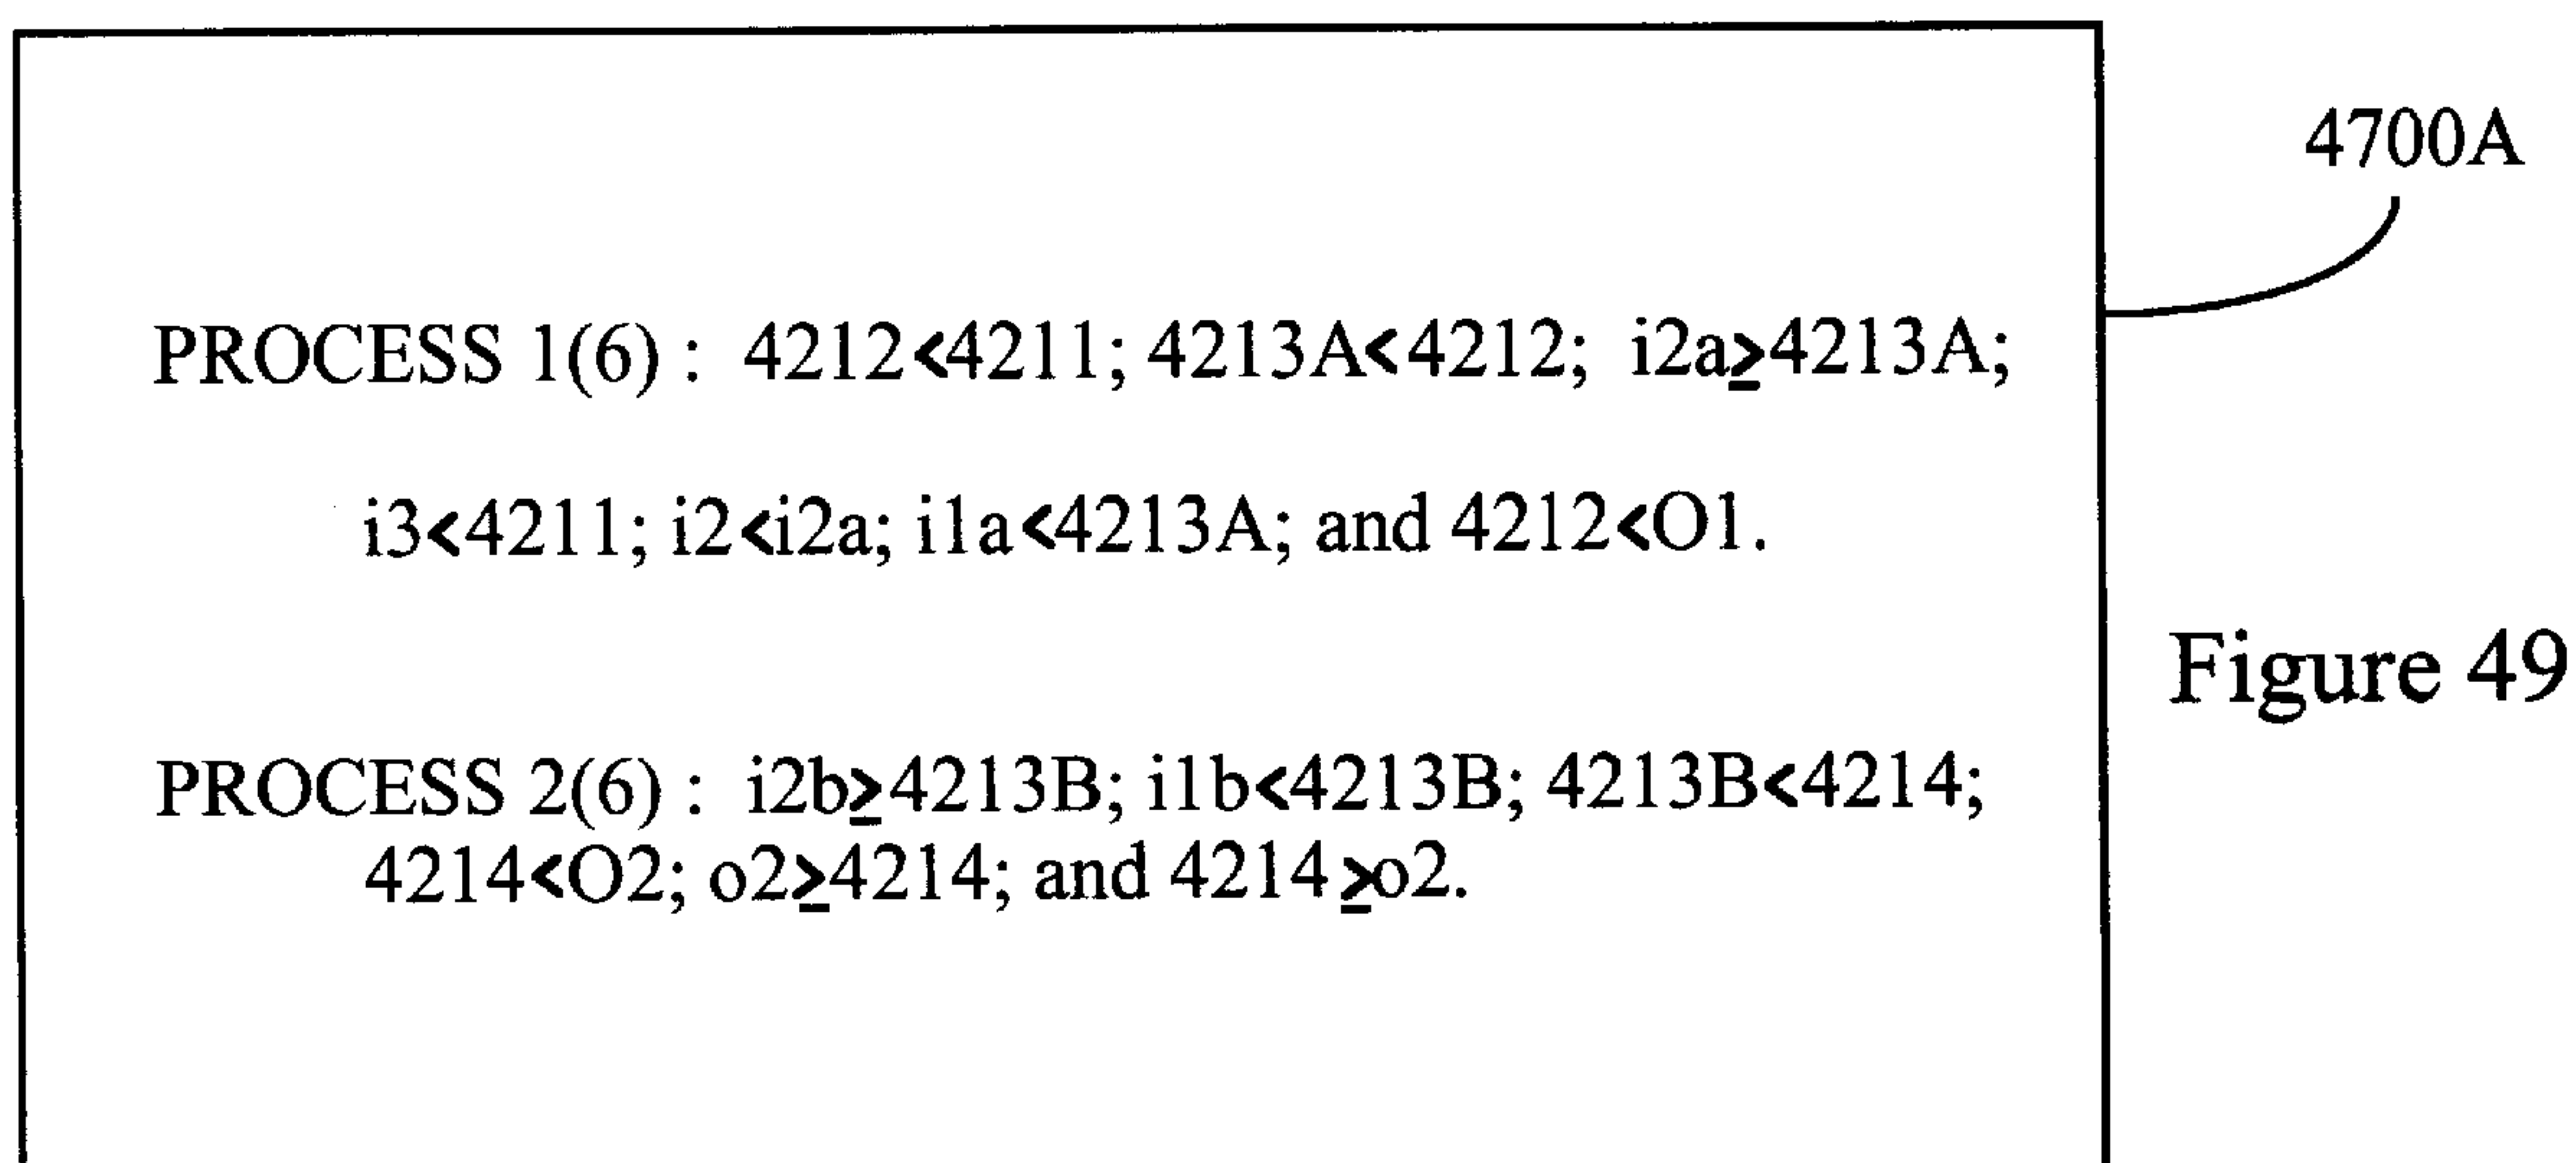 4700A
PROCESS 1(6) : 4212<4211; 4213A<4212; i2a≥4213A;
i3<4211; i2<i2a; i1a<4213A; and 4212<O1.
Figure 49
PROCESS 2(6) : i2b≥4213B; i1b<4213B; 4213B<4214;
4214<O2; o2≥4214; and 4214≥o2.